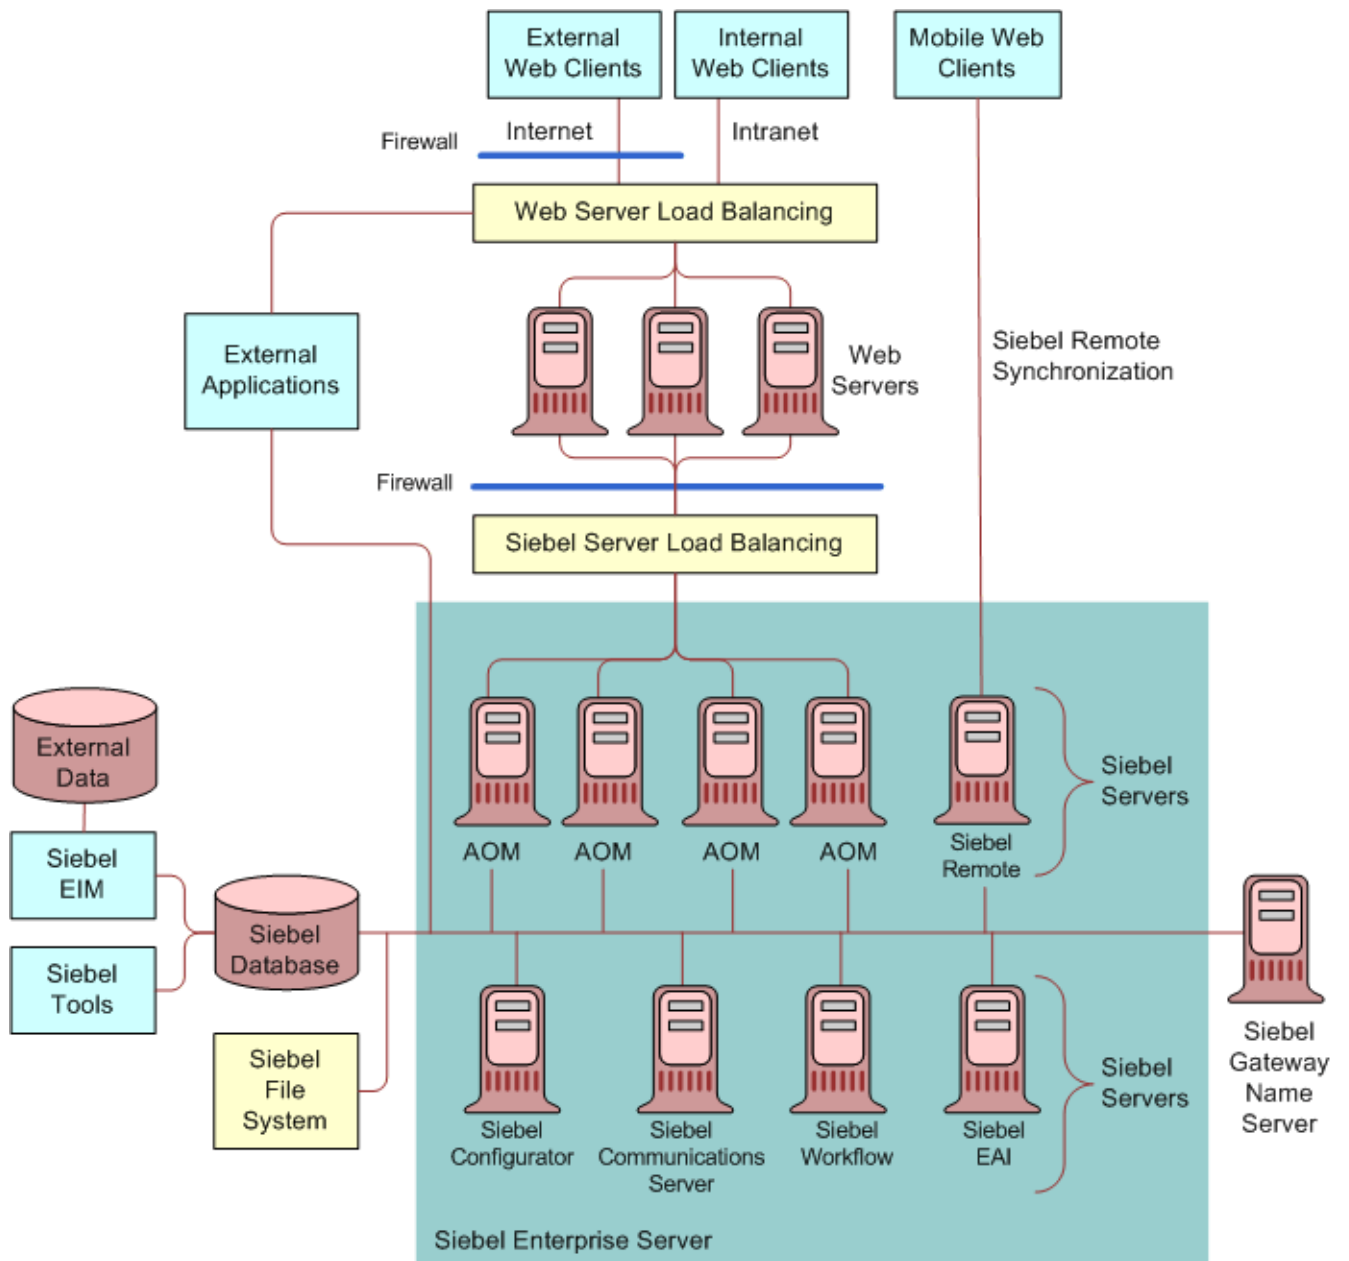 External
Web Clients
Internal
Web Clients
Mobile Web
Clients
Firewall
Internet
Intranet
Web Server Load Balancing
External
Applications
Web
Servers
Siebel Remote
Synchronization
Firewall
Siebel Server Load Balancing
External
Data
Siebel
EIM
Siebel
Tools
Siebel
Database
Siebel
File
System
AOM
AOM
AOM
AOM
Siebel
Remote
Siebel
Servers
Siebel
Configurator
Siebel
Communications
Server
Siebel
Workflow
Siebel
EAI
Siebel
Servers
Siebel
Gateway
Name
Server
Siebel Enterprise Server